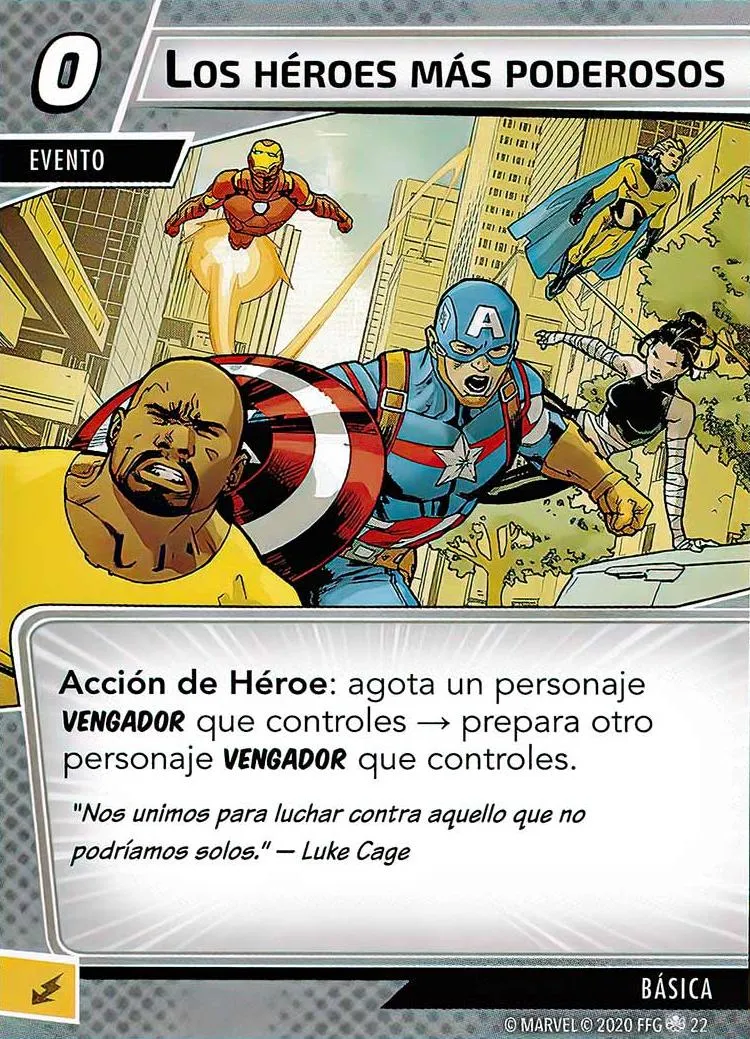 0
LOS HÉROES MÁS PODEROSOS
EVENTO
A
Acción de Héroe: agota un personaje
VENGADOR que controles → prepara otro
personaje VENGADOR que controles.
"Nos unimos para luchar contra aquello que no
podríamos solos." — Luke Cage
BÁSICA
© MARVEL © 2020 FFG 22